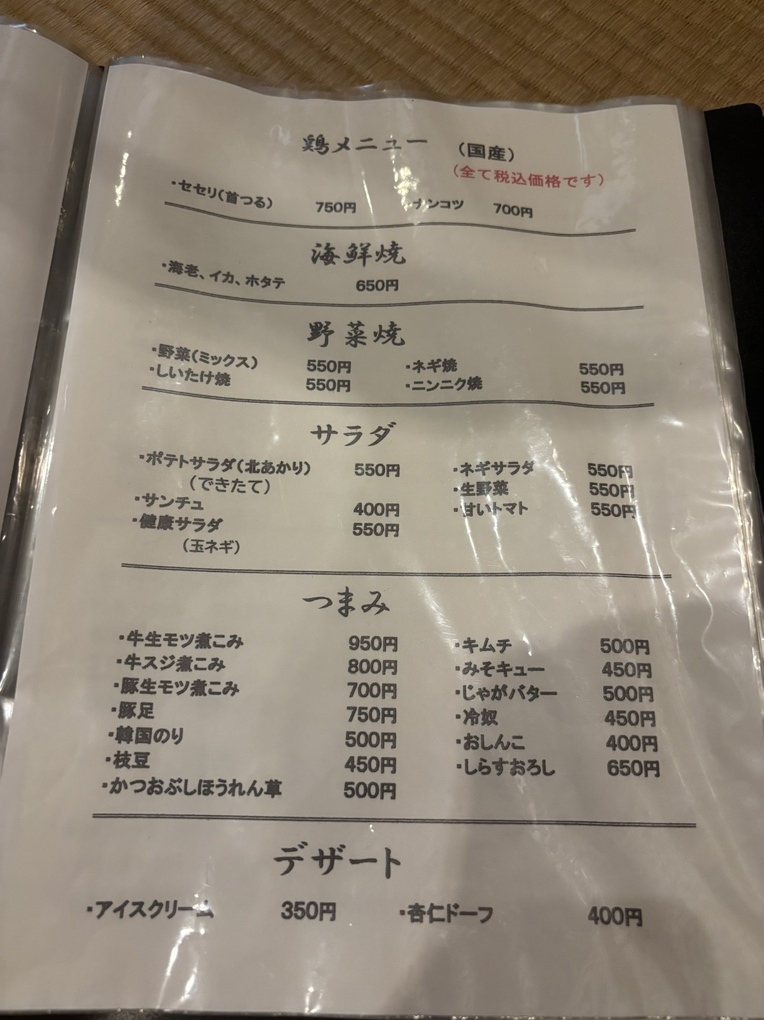 鶏メニュー （国産）
（全て税込価格です）
・セセリ（首つる） 750円 ・ナンコツ 700円
海鮮焼
・海老、イカ、ホタテ 650円
野菜焼
・野菜（ミックス） 550円 ・ネギ焼 550円
・しいたけ焼 550円 ・ニンニク焼 550円
サラダ
・ポテトサラダ（北あかり） 550円 ・ネギサラダ 550円
（できたて） ・生野菜 550円
・サンチュ 400円 ・甘いトマト 550円
・健康サラダ 550円
（玉ネギ）
つまみ
・牛生モツ煮こみ 950円 ・キムチ 500円
・牛スジ煮こみ 800円 ・みそキュー 450円
・豚生モツ煮こみ 700円 ・じゃがバター 500円
・豚足 750円 ・冷奴 450円
・韓国のり 500円 ・おしんこ 400円
・枝豆 450円 ・しらすおろし 650円
・かつおぶしほうれん草 500円
デザート
・アイスクリーム 350円 ・杏仁ドーフ 400円